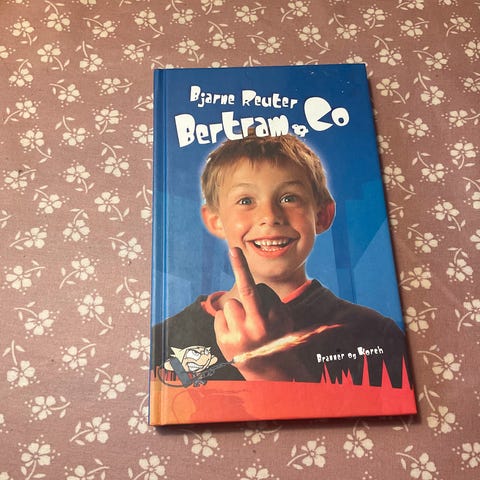 Bjarne Reuter
Bertram & Co
Branner og Korch